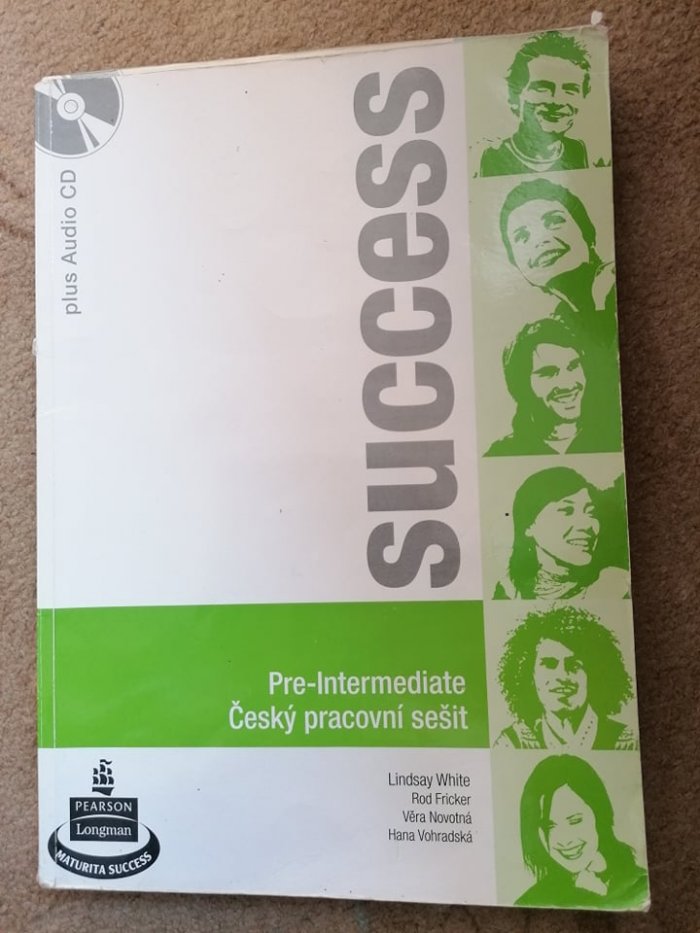 plus Audio CD
success
Pre-Intermediate
Český pracovní sešit
Lindsay White
Rod Fricker
Věra Novotná
Hana Vohradská
PEARSON
Longman
MATURITA SUCCESS